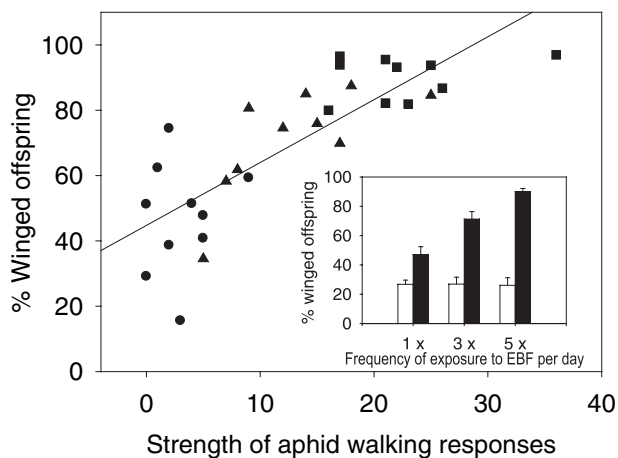 % Winged offspring
100
80
60
40
20
0
0 10 20 30 40
Strength of aphid walking responses
% winged offspring
100
80
60
40
20
0
1 x 3 x 5 x
Frequency of exposure to EBF per day